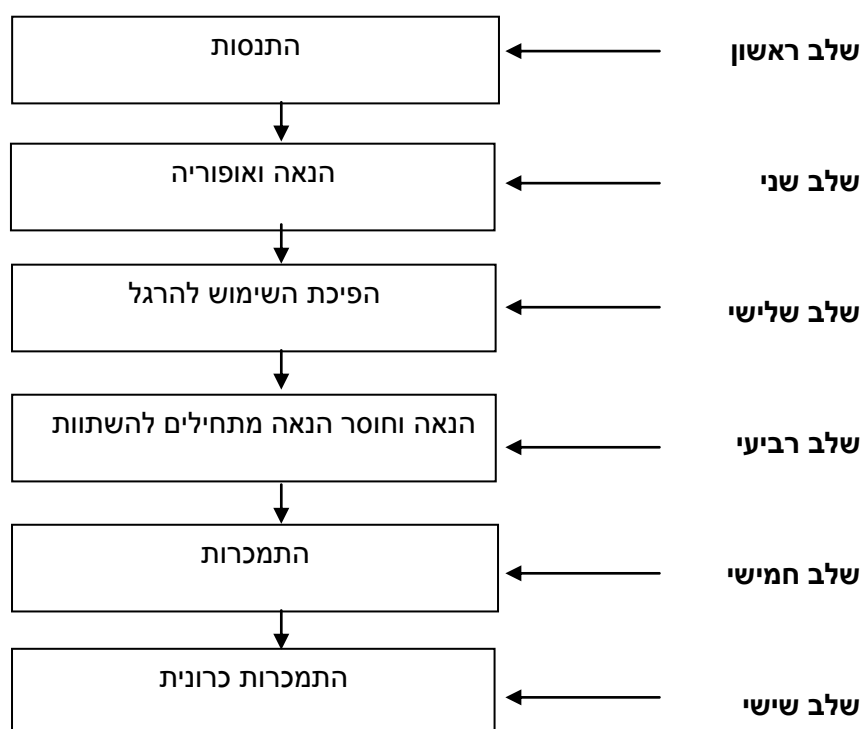 שלב ראשון
התנסות
שלב שני
הנאה ואופוריה
שלב שלישי
הפיכת השימוש להרגל
שלב רביעי
הנאה וחוסר הנאה מתחילים להשתוות
שלב חמישי
התמכרות
שלב שישי
התמכרות כרונית